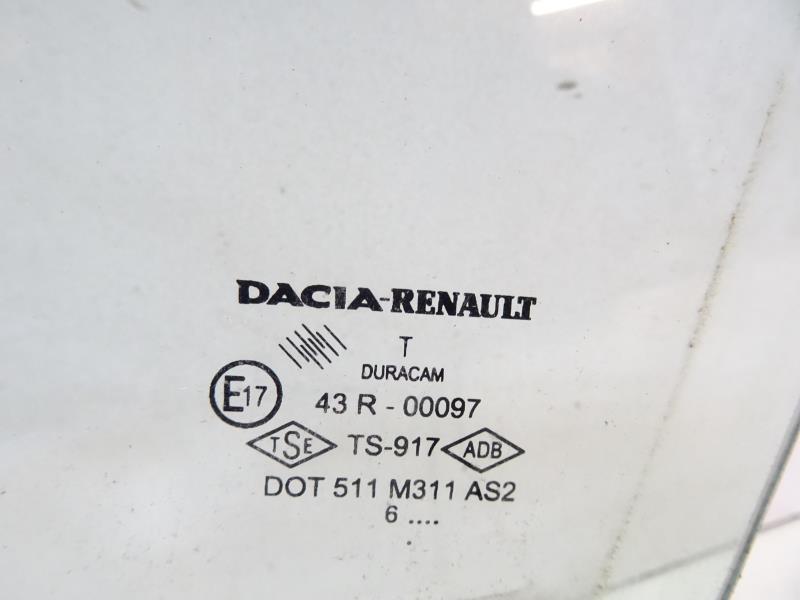 DACIA-RENAULT
T
DURACAM
E17 43 R - 00097
TSE TS-917 ADB
DOT 511 M311 AS2
6 ....